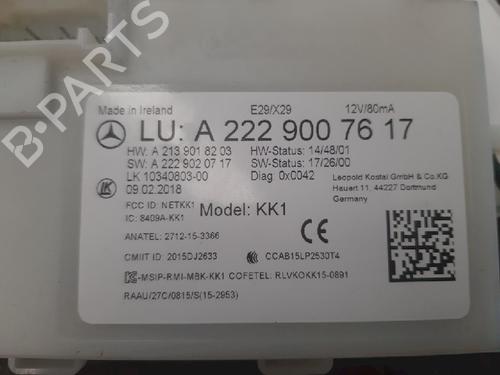 B-PARTS
Made in Ireland E29/X29 12V/80mA
LU: A 222 900 76 17
HW: A 213 901 82 03 HW-Status: 14/48/01
SW: A 222 902 07 17 SW-Status: 17/26/00
LK 10340803-00 Diag: 0x0042 Leopold Kostal GmbH & Co.KG
LK 09.02.2018 Hauert 11, 44227 Dortmund
Germany
FCC ID: NETKK1
IC: 8409A-KK1 Model: KK1
ANATEL: 2712-15-3366 CE
CMIIT ID: 2015DJ2633 CCAB15LP2530T4
MSIP-RMI-MBK-KK1 COFETEL: RLVKOKK15-0891
RAAU/27C/0815/S(15-2953)